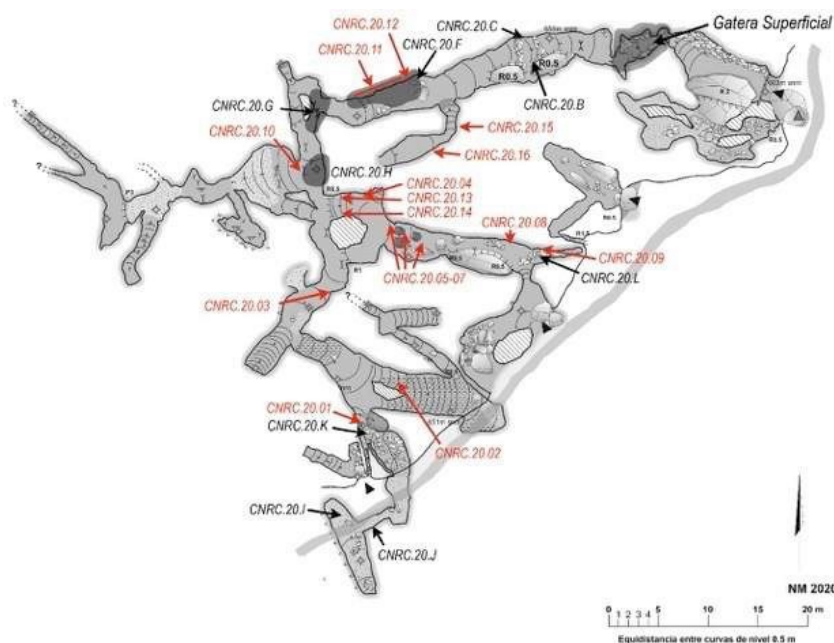 CNRC.20.12
CNRC.20.C
Gatera Superficial
CNRC.20.11
CNRC.20.F
R0.5
R0.5
CNRC.20.B
CNRC.20.G
CNRC.20.15
CNRC.20.10
CNRC.20.16
CNRC.20.H
?
?
R0.5
CNRC.20.04
CNRC.20.13
CNRC.20.14
CNRC.20.08
CNRC.20.09
CNRC.20.L
R1
CNRC.20.05-07
CNRC.20.03
?
CNRC.20.01
CNRC.20.K
CNRC.20.02
CNRC.20.I
CNRC.20.J
NM 2020
0 1 2 3 4 5 10 15 20 m
Equidistancia entre curvas de nivel 0.5 m